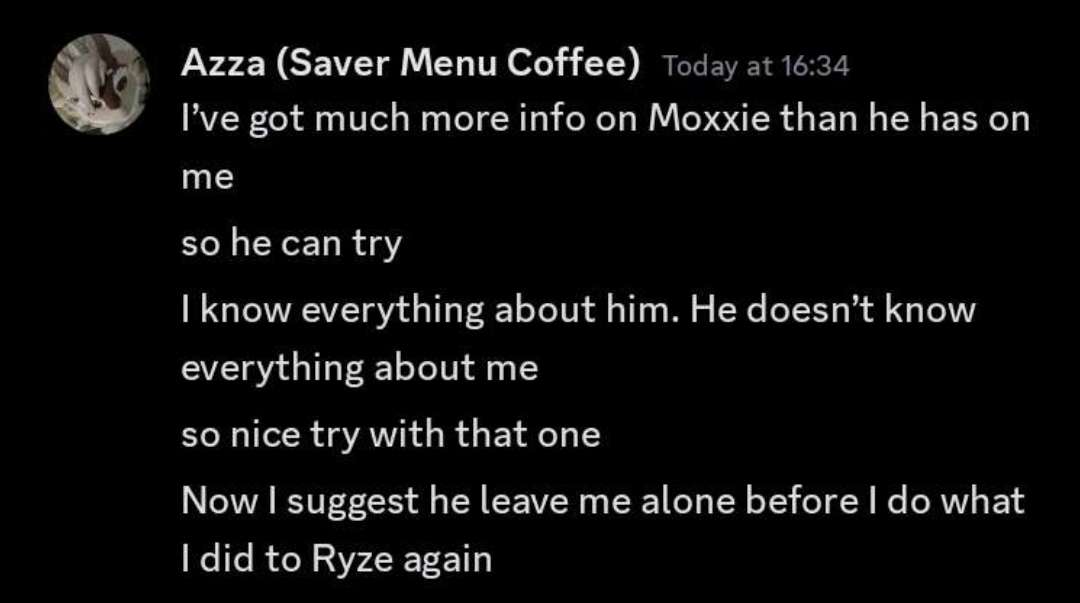 Azza (Saver Menu Coffee) Today at 16:34
I’ve got much more info on Moxxie than he has on
me
so he can try
I know everything about him. He doesn’t know
everything about me
so nice try with that one
Now I suggest he leave me alone before I do what
I did to Ryze again